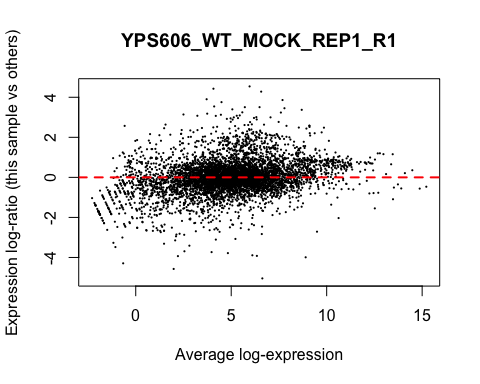 YPS606_WT_MOCK_REP1_R1
Expression log-ratio (this sample vs others)
4
2
0
-2
-4
0 5 10 15
Average log-expression